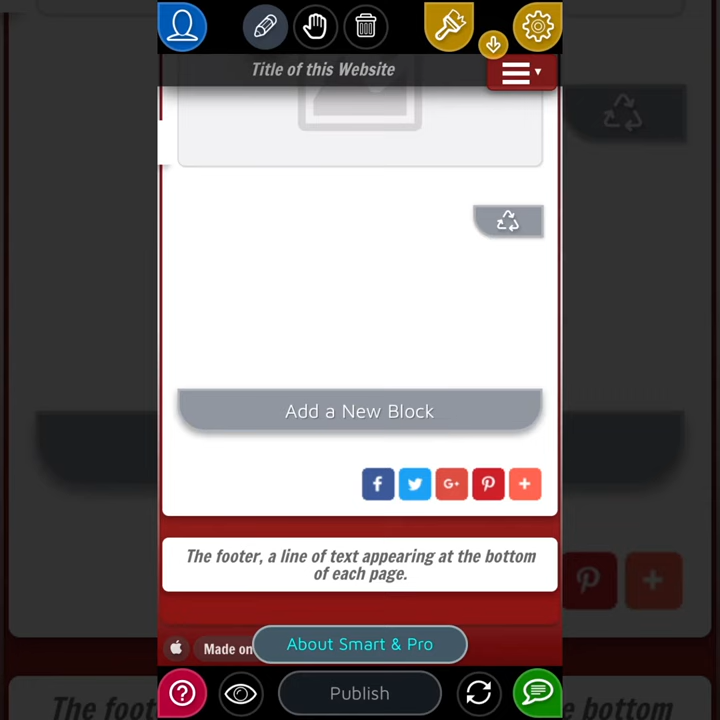 Title of this Website
Add a New Block
f
G+
+
The footer, a line of text appearing at the bottom
of each page.
Made on
About Smart & Pro
?
Publish